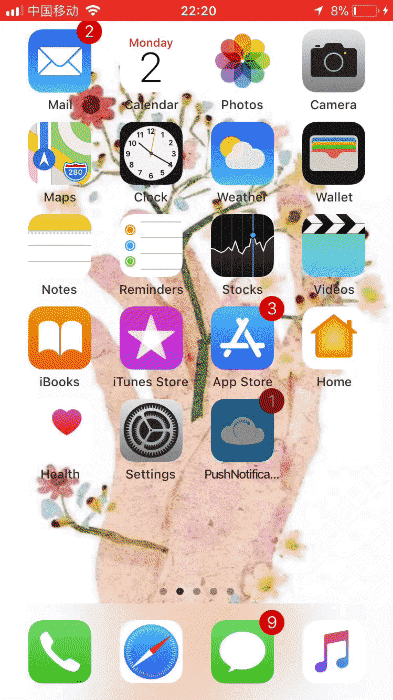 中国移动 22:20 8%
2
Monday
2
Mail Calendar Photos Camera
280
12
Maps Clock Weather Wallet
Notes Reminders Stocks Videos
3
iBooks iTunes Store App Store Home
1
Health Settings PushNotifica...
9